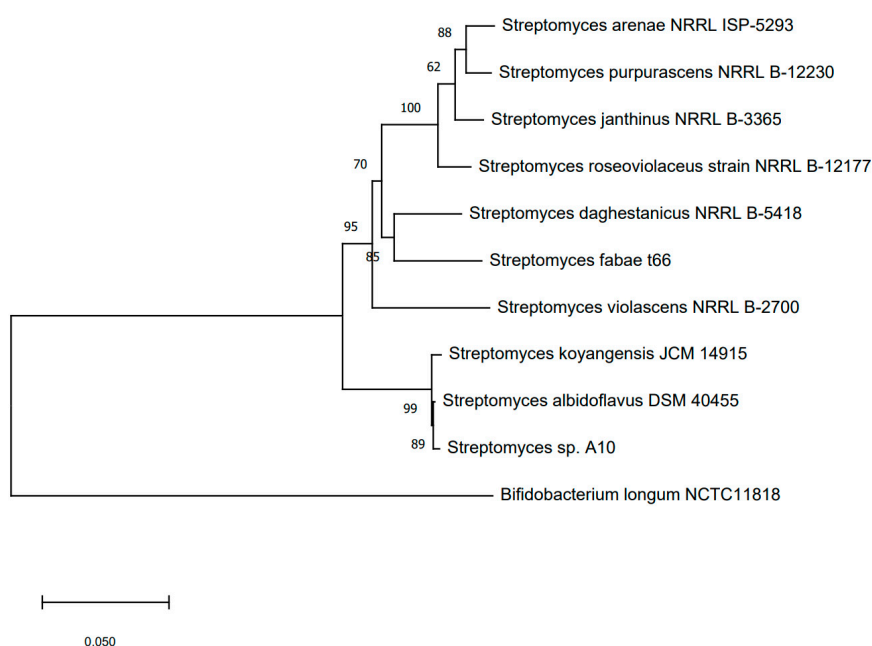 88
Streptomyces arenae NRRL ISP-5293
62
Streptomyces purpurascens NRRL B-12230
100
Streptomyces janthinus NRRL B-3365
70
Streptomyces roseoviolaceus strain NRRL B-12177
Streptomyces daghestanicus NRRL B-5418
95
85
Streptomyces fabae t66
Streptomyces violascens NRRL B-2700
Streptomyces koyangensis JCM 14915
99
Streptomyces albidoflavus DSM 40455
89
Streptomyces sp. A10
Bifidobacterium longum NCTC11818
0.050